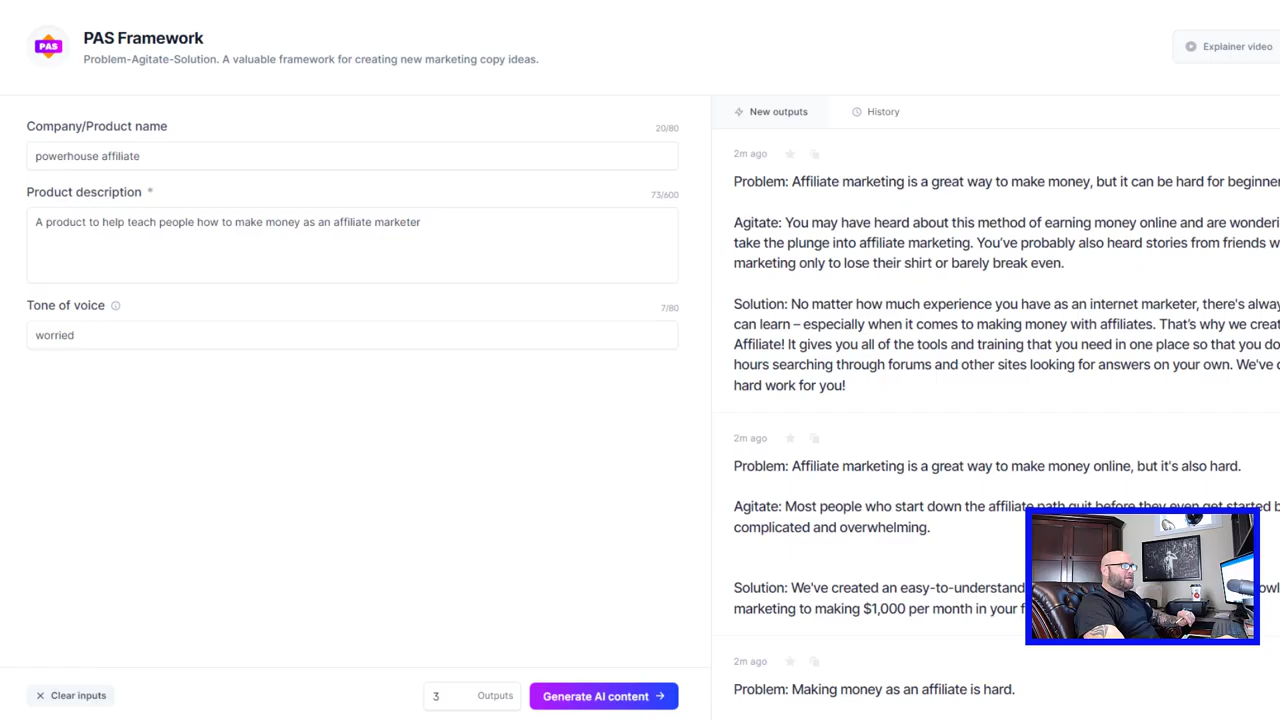 PAS
PAS Framework
Problem-Agitate-Solution. A valuable framework for creating new marketing copy ideas.
Explainer video
Company/Product name
20/80
powerhouse affiliate
Product description *
73/600
A product to help teach people how to make money as an affiliate marketer
Tone of voice
7/80
worried
Clear inputs
3 Outputs
Generate AI content
New outputs
History
2m ago
Problem: Affiliate marketing is a great way to make money, but it can be hard for beginner
Agitate: You may have heard about this method of earning money online and are wonderi
take the plunge into affiliate marketing. You've probably also heard stories from friends w
marketing only to lose their shirt or barely break even.
Solution: No matter how much experience you have as an internet marketer, there's alway
can learn – especially when it comes to making money with affiliates. That's why we creat
Affiliate! It gives you all of the tools and training that you need in one place so that you do
hours searching through forums and other sites looking for answers on your own. We've
hard work for you!
2m ago
Problem: Affiliate marketing is a great way to make money online, but it's also hard.
Agitate: Most people who start down the affiliate path quit before they even get started b
complicated and overwhelming.
Solution: We've created an easy-to-understand
marketing to making $1,000 per month in your f
2m ago
Problem: Making money as an affiliate is hard.